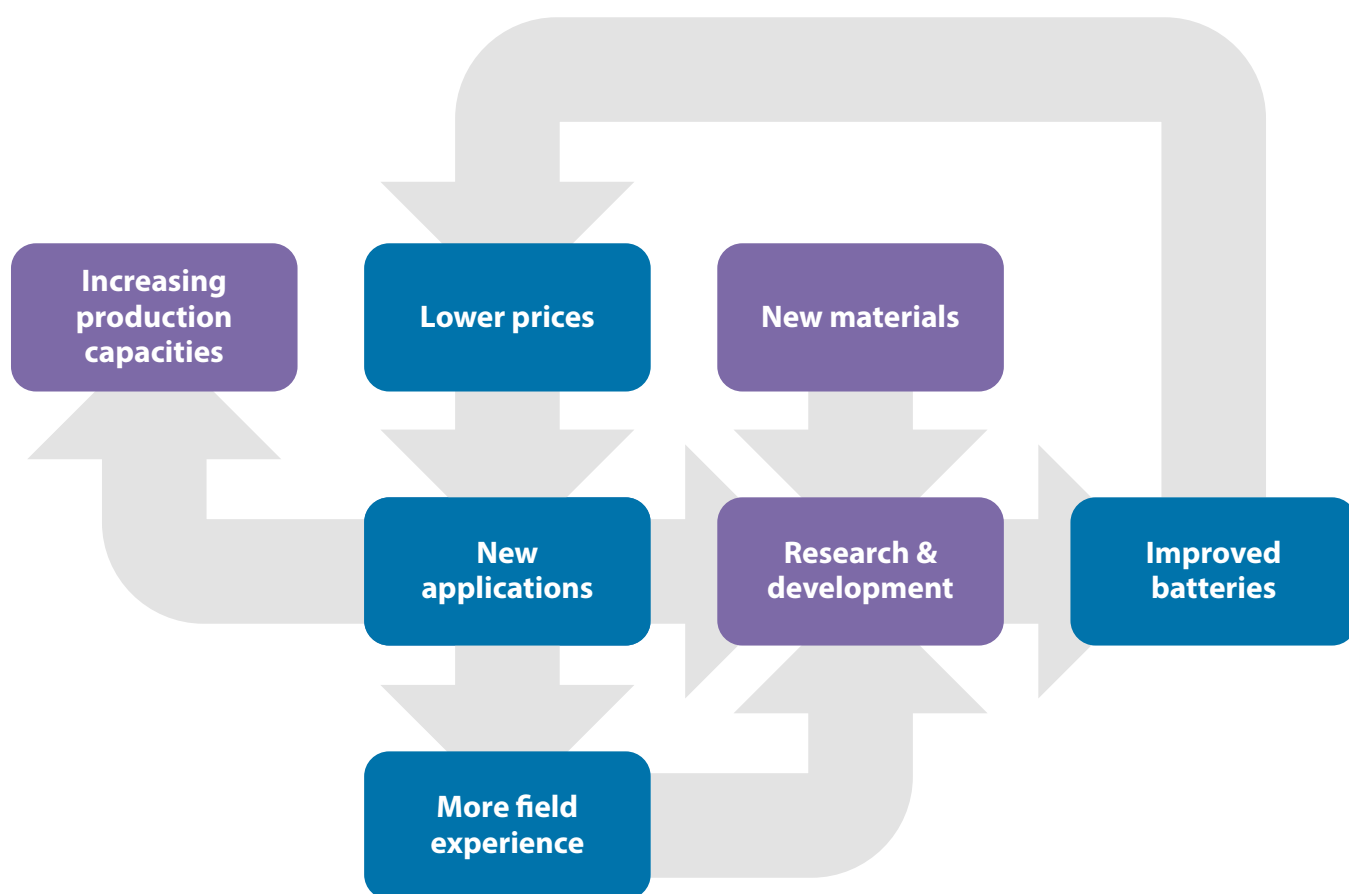 Increasing
production
capacities
Lower prices
New materials
New
applications
Research &
development
Improved
batteries
More field
experience